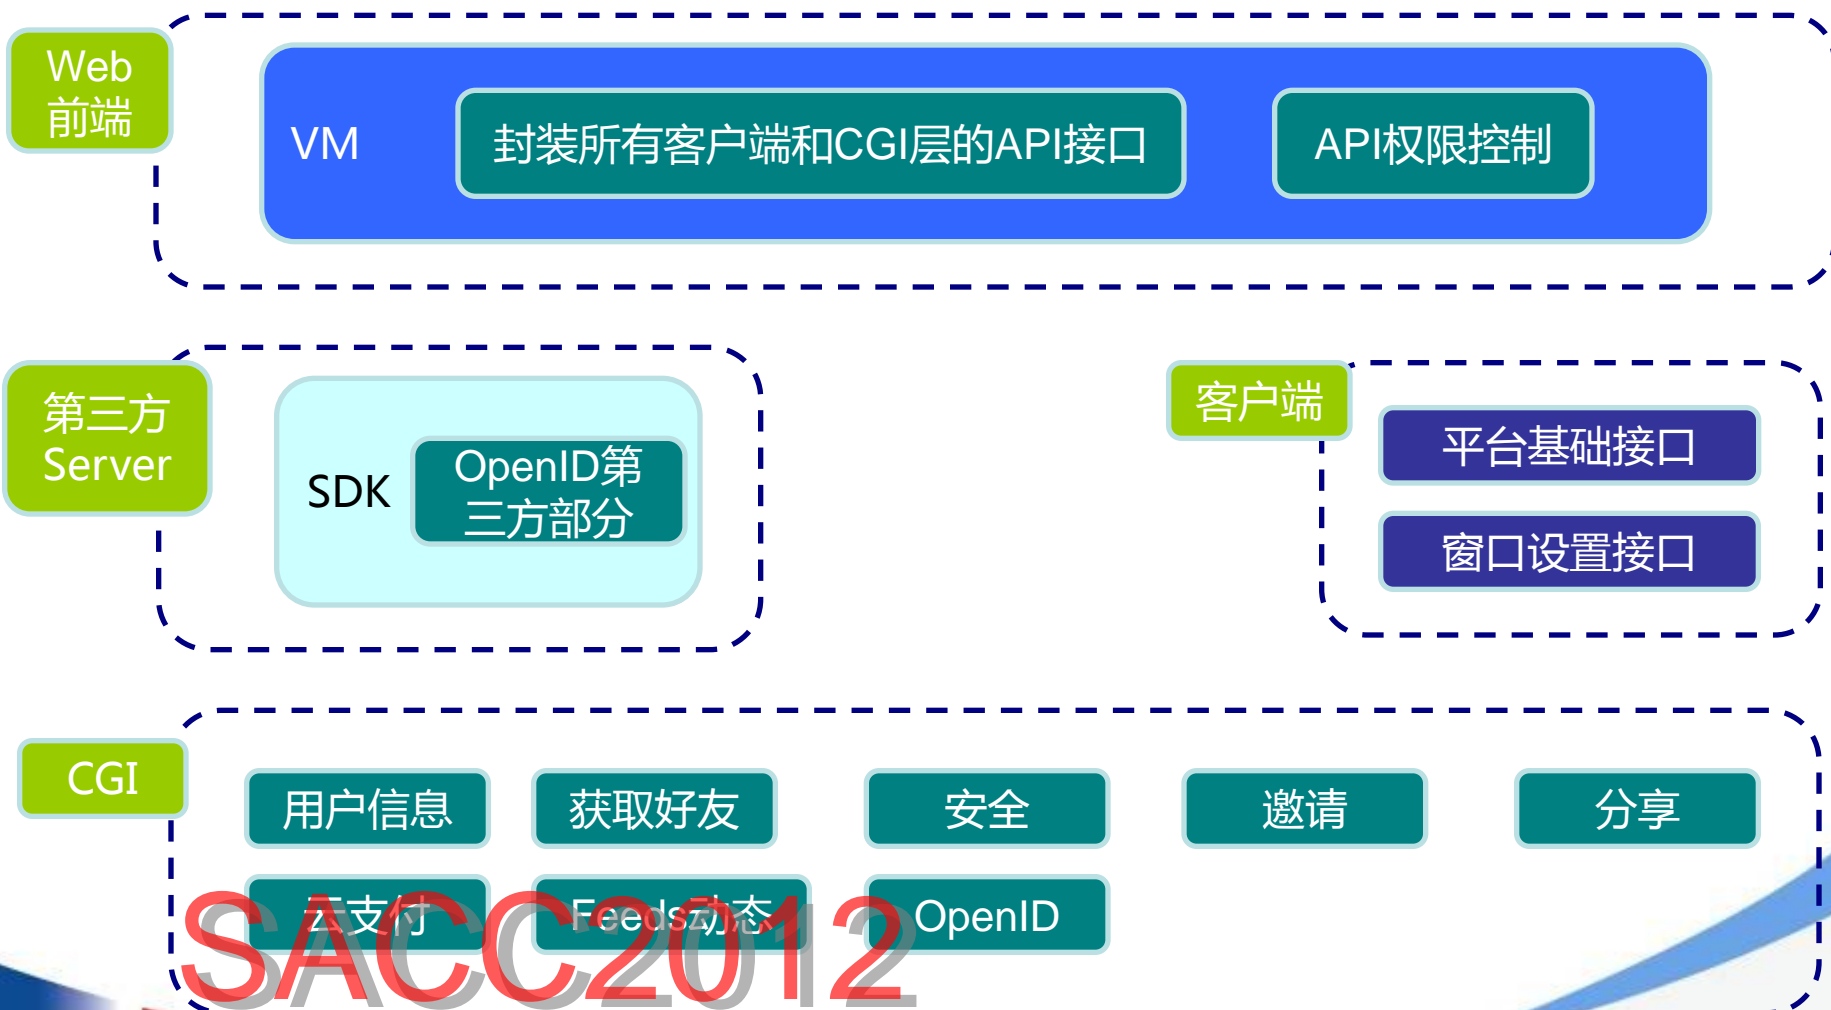 Web
前端
VM
封装所有客户端和CGI层的API接口
API权限控制
第三方
Server
SDK
OpenID第
三方部分
客户端
平台基础接口
窗口设置接口
CGI
用户信息
获取好友
安全
邀请
分享
云支付
Feeds动态
OpenID
SACC2012